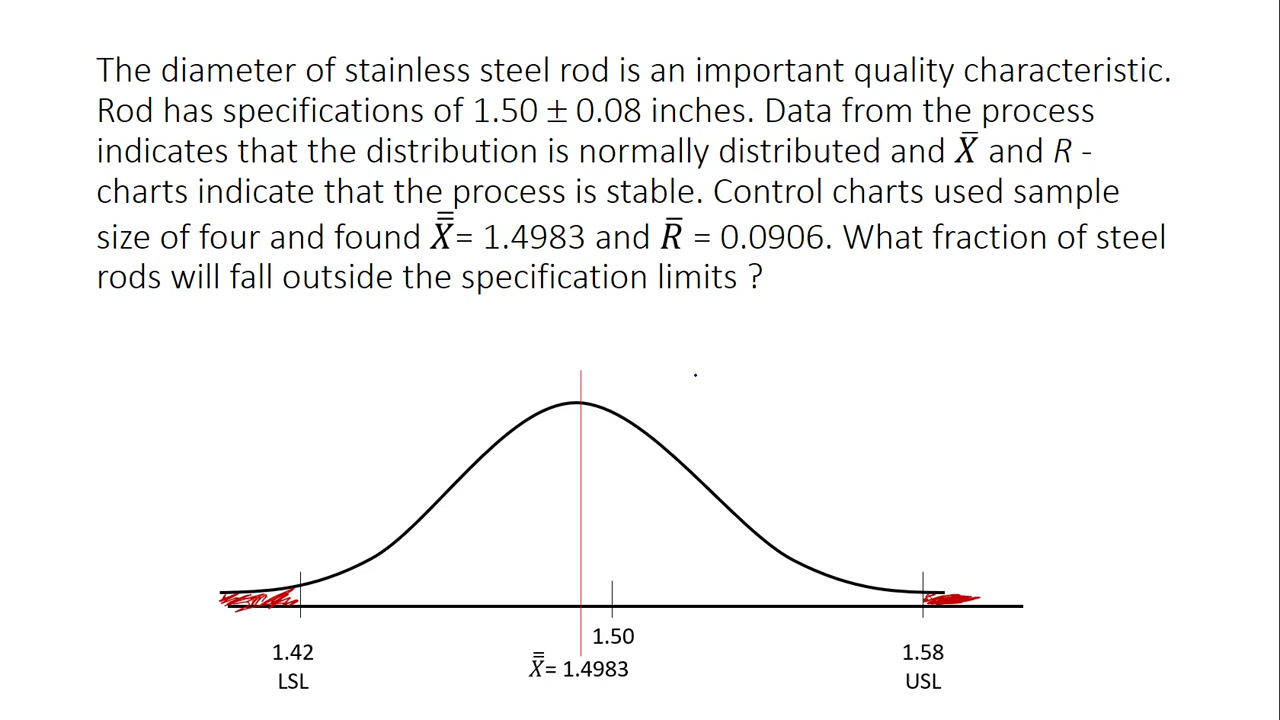 The diameter of stainless steel rod is an important quality characteristic.
Rod has specifications of 1.50 ± 0.08 inches. Data from the process
indicates that the distribution is normally distributed and X̄ and R -
charts indicate that the process is stable. Control charts used sample
size of four and found X̿= 1.4983 and R̄ = 0.0906. What fraction of steel
rods will fall outside the specification limits ?
1.50
1.42
X̿= 1.4983
1.58
LSL
USL